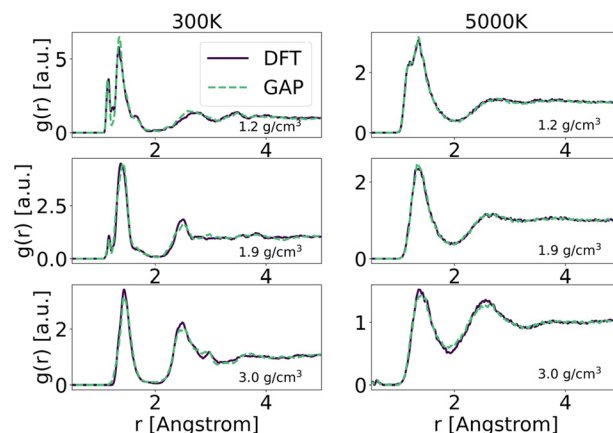 300K
5000K
g(r) [a.u.]
5
0
2
4
DFT
GAP
1.2 g/cm³
2
0
2
4
1.2 g/cm³
g(r) [a.u.]
2.5
0.0
2
4
1.9 g/cm³
2
0
2
4
1.9 g/cm³
g(r) [a.u.]
2
0
2
4
3.0 g/cm³
1
0
2
4
3.0 g/cm³
r [Angstrom]
r [Angstrom]